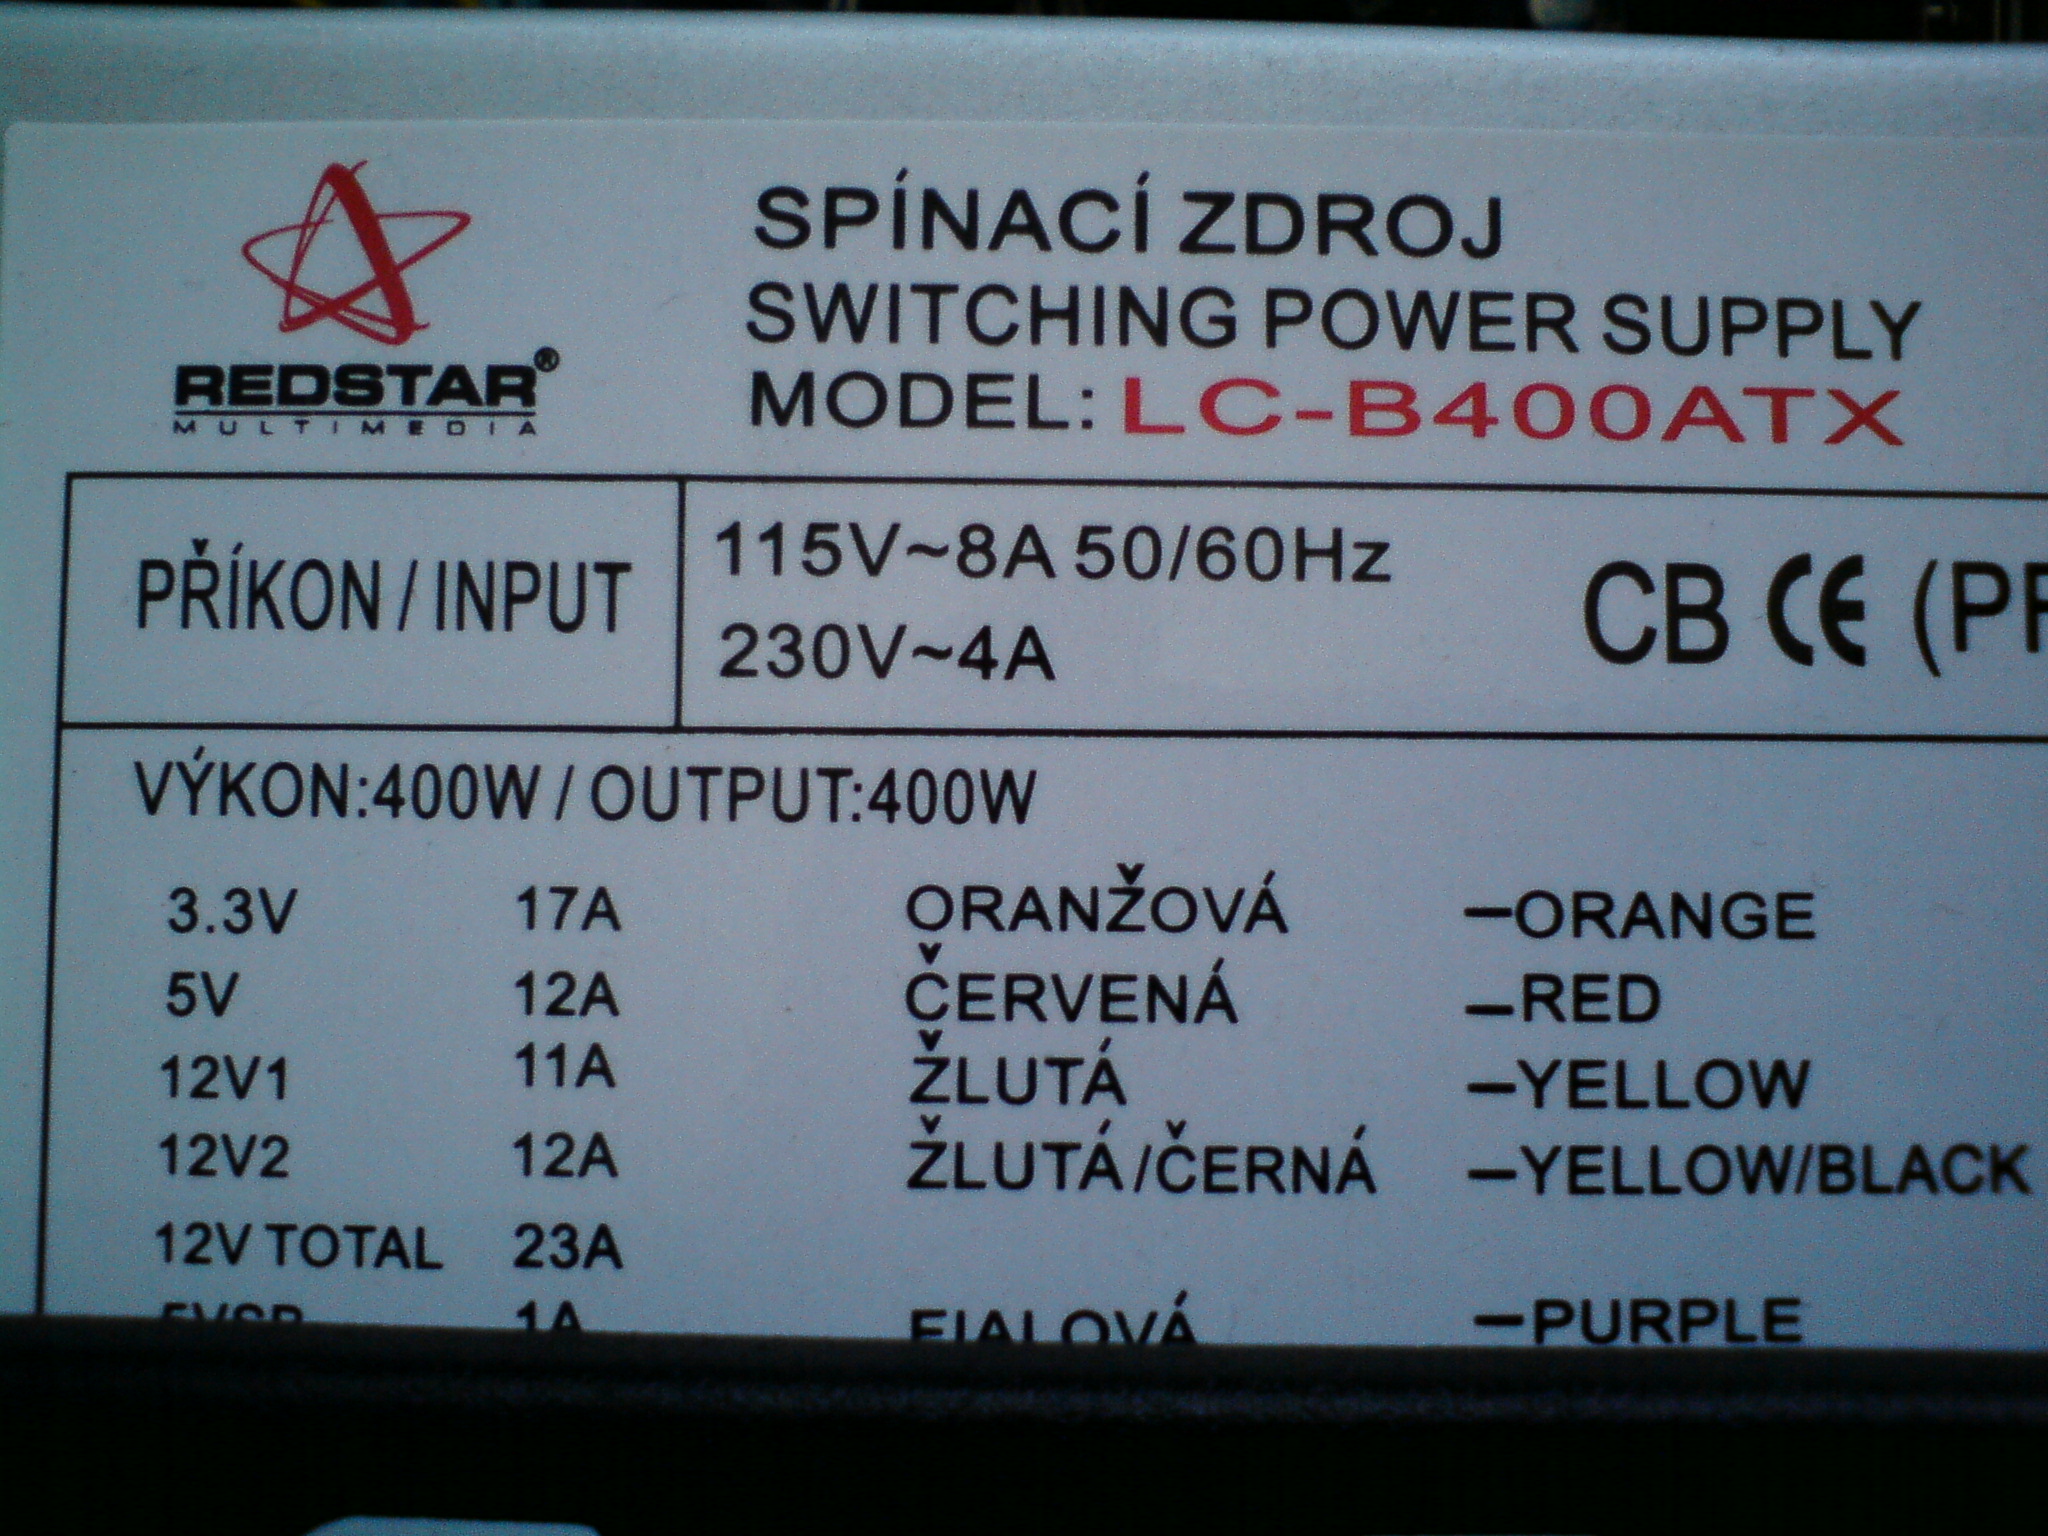 REDSTAR®
MULTIMEDIA
SPÍNACÍ ZDROJ
SWITCHING POWER SUPPLY
MODEL: LC-B400ATX
PŘÍKON / INPUT
115V~8A 50/60Hz
230V~4A
CB CE (PF
VÝKON:400W / OUTPUT:400W
3.3V 17A ORANŽOVÁ –ORANGE
5V 12A ČERVENÁ –RED
12V1 11A ŽLUTÁ –YELLOW
12V2 12A ŽLUTÁ/ČERNÁ –YELLOW/BLACK
12V TOTAL 23A
5VSB 1A FIALOVÁ –PURPLE